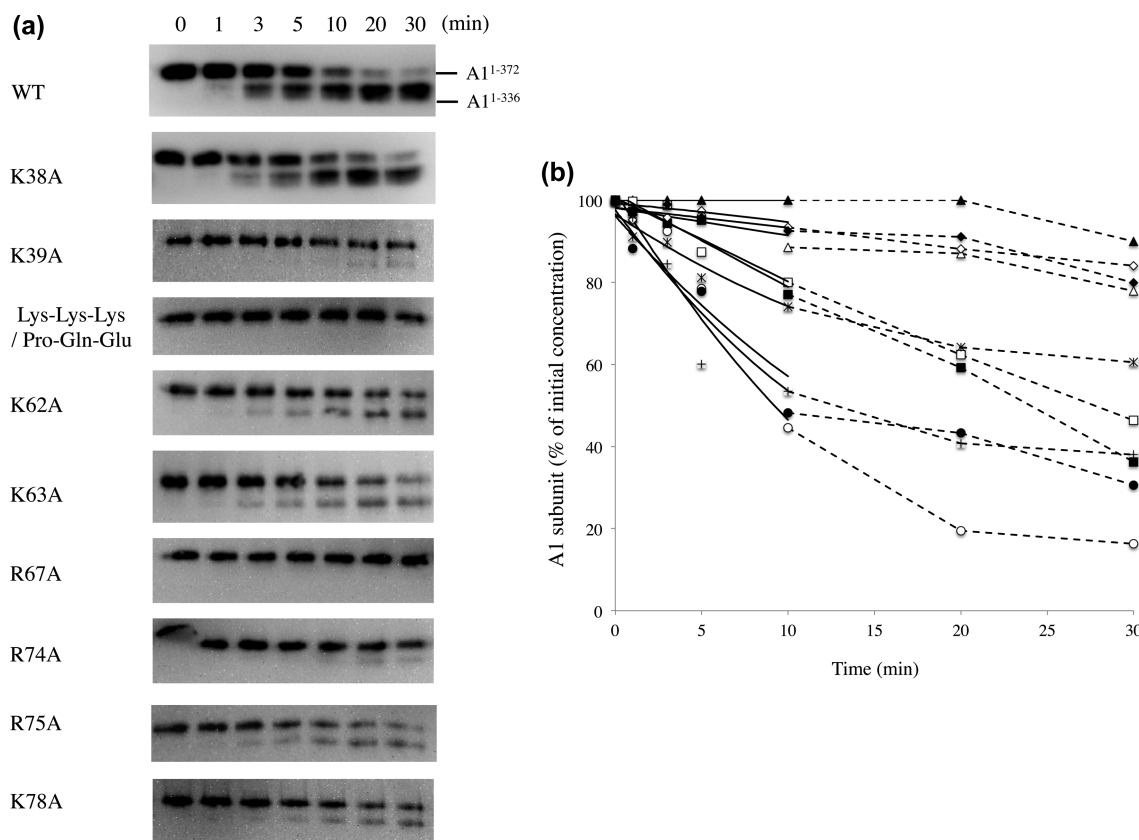 (a)
0 1 3 5 10 20 30 (min)
WT
A1¹⁻³⁷²
A1¹⁻³³⁶
K38A
K39A
Lys-Lys-Lys
/ Pro-Gln-Glu
K62A
K63A
R67A
R74A
R75A
K78A
(b)
A1 subunit (% of initial concentration)
100
80
60
40
20
0
0 5 10 15 20 25 30
Time (min)